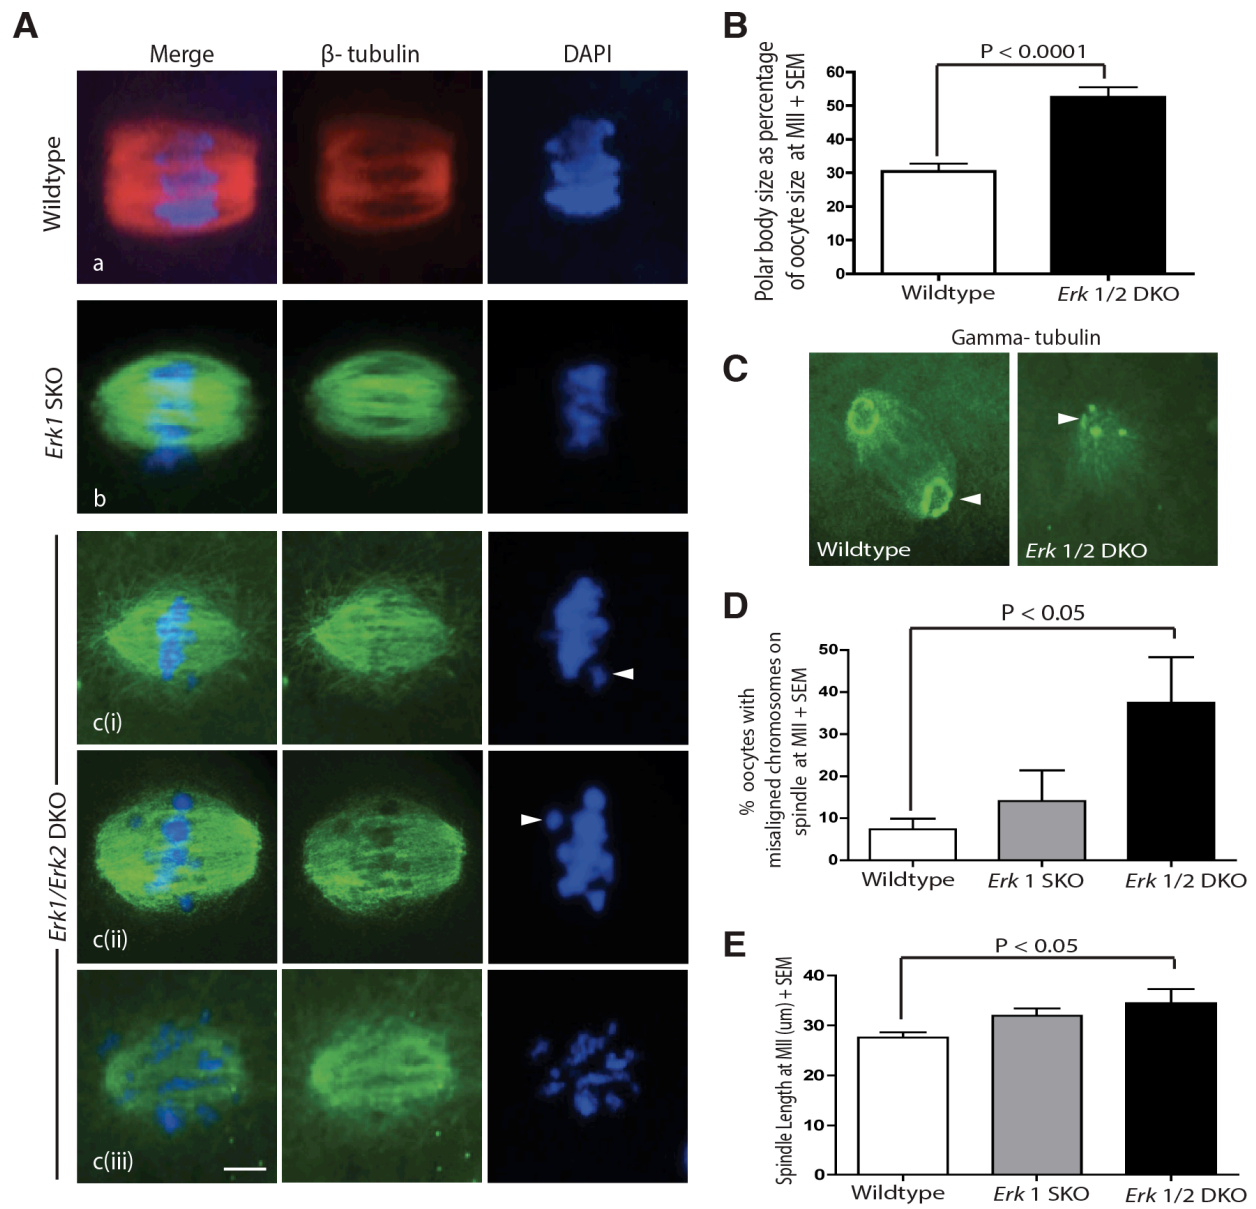 A
Merge
β- tubulin
DAPI
Wildtype
a
Erk1 SKO
b
Erk1/Erk2 DKO
c(i)
c(ii)
c(iii)
B
P < 0.0001
Polar body size as percentage
of oocyte size at MII + SEM
60
50
40
30
20
10
0
Wildtype
Erk 1/2 DKO
C
Gamma- tubulin
Wildtype
Erk 1/2 DKO
D
P < 0.05
% oocytes with
misaligned chromosomes on
spindle at MII + SEM
50
40
30
20
10
0
Wildtype
Erk 1 SKO
Erk 1/2 DKO
E
P < 0.05
Spindle Length at MII (um) + SEM
40
30
20
10
0
Wildtype
Erk 1 SKO
Erk 1/2 DKO